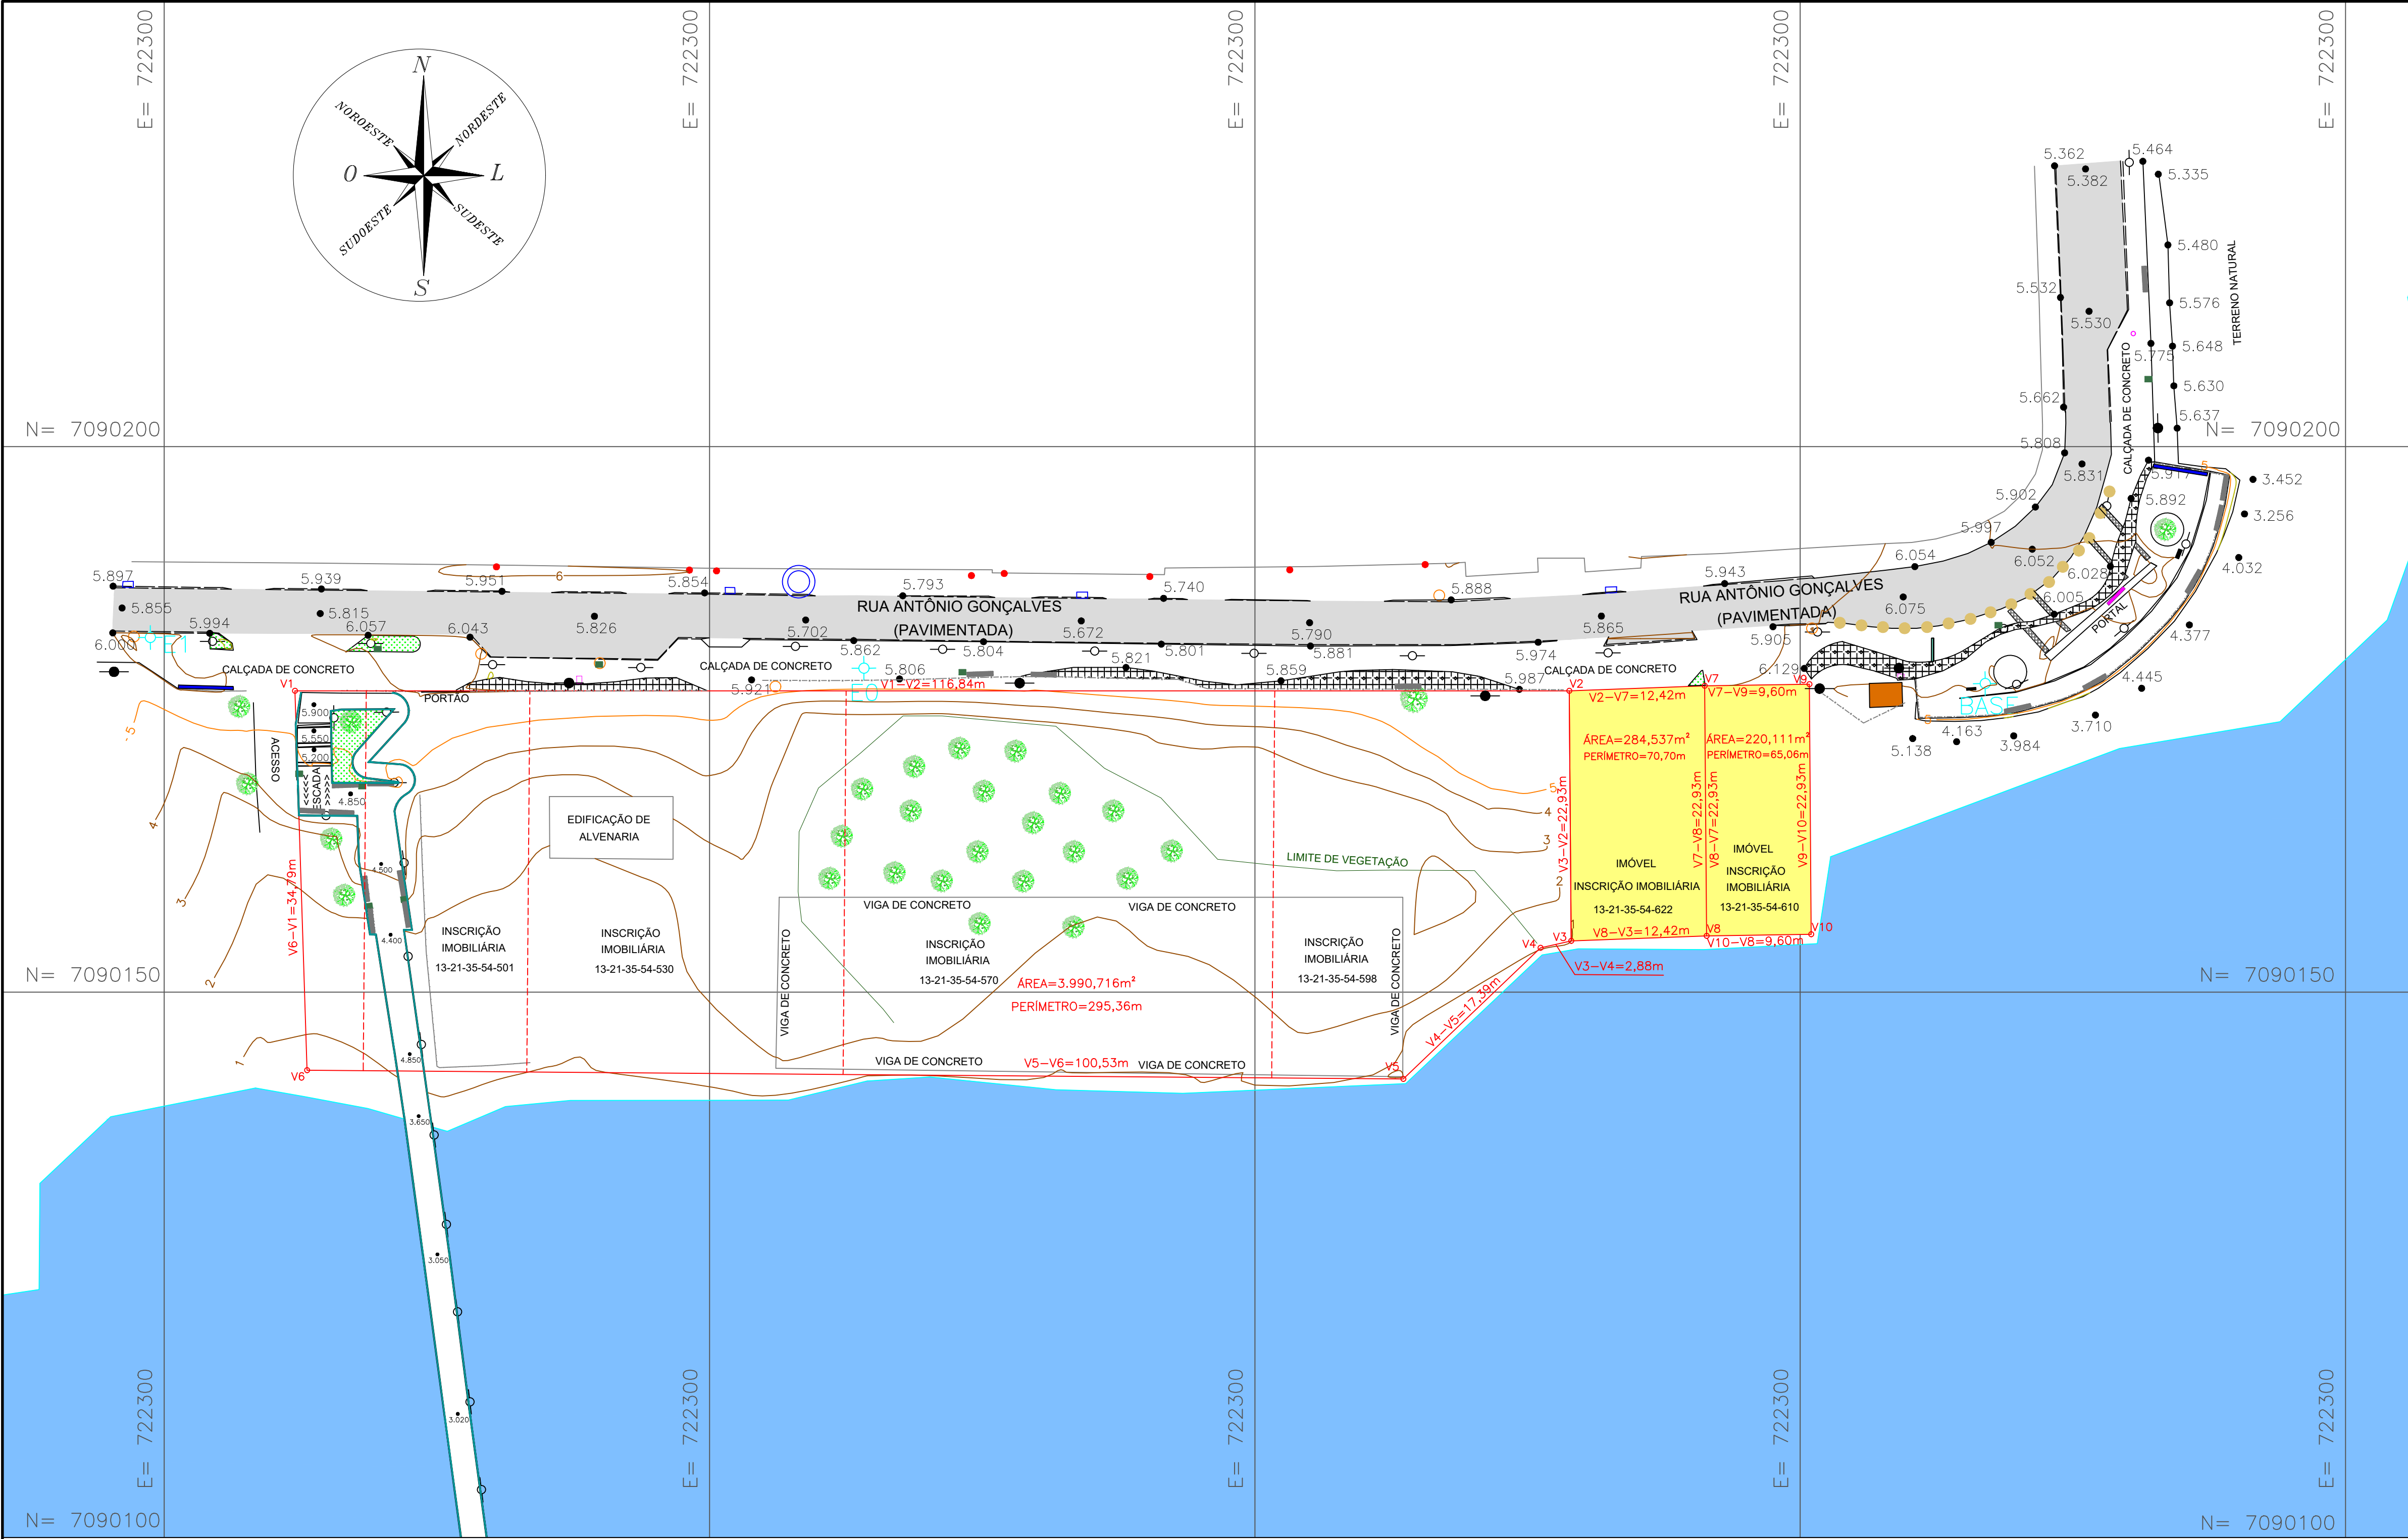 E= 722300
E= 722300
E= 722300
E= 722300
E= 722300
N
NOROESTE
NORDESTE
O
L
SUDOESTE
SUDESTE
S
5.362
5.382
5.464
5.335
5.480
5.532
5.530
5.576
TERRENO NATURAL
5.775
5.648
CALÇADA DE CONCRETO
5.630
5.662
5.637
N= 7090200
N= 7090200
5.808
5.831
5.917
5
3.452
5.902
5.892
3.256
5.997
6.054
6.052
6.028
4.032
5.897
5.939
5.951
6
5.854
5.793
5.740
5.888
5.943
RUA ANTÔNIO GONÇALVES
(PAVIMENTADA)
RUA ANTÔNIO GONÇALVES
(PAVIMENTADA)
6.075
6.005
PORTAL
5.855
5.815
5.826
5.702
5.672
5.790
5.865
5.905
4.377
6.000
E1
5.994
6.057
6.043
5.862
5.804
5.801
5.881
5.974
6.129
CALÇADA DE CONCRETO
CALÇADA DE CONCRETO
CALÇADA DE CONCRETO
5.921
E0
5.806
5.821
5.859
5.987
4.445
BASE
5
5.138
4.163
3.984
3.710
V1
PORTÃO
V1-V2=116,84m
V2
V2-V7=12,42m
V7
V7-V9=9,60m
V9
5
5.900
5.550
5.200
ACESSO
ESCADA
<<<<<
>>>>>
4.850
ÁREA=284,537m²
PERÍMETRO=70,70m
ÁREA=220,111m²
PERÍMETRO=65,06m
5
4
3
2
1
V3-V2=22,93m
V7-V8=22,93m
V8-V7=22,93m
V9-V10=22,93m
4
3
2
1
EDIFICAÇÃO DE
ALVENARIA
LIMITE DE VEGETAÇÃO
IMÓVEL
INSCRIÇÃO IMOBILIÁRIA
13-21-35-54-622
IMÓVEL
INSCRIÇÃO
IMOBILIÁRIA
13-21-35-54-610
V6-V1=34,79m
4.500
4.400
VIGA DE CONCRETO
VIGA DE CONCRETO
VIGA DE CONCRETO
VIGA DE CONCRETO
INSCRIÇÃO
IMOBILIÁRIA
13-21-35-54-501
INSCRIÇÃO
IMOBILIÁRIA
13-21-35-54-530
INSCRIÇÃO
IMOBILIÁRIA
13-21-35-54-570
INSCRIÇÃO
IMOBILIÁRIA
13-21-35-54-598
ÁREA=3.990,716m²
PERÍMETRO=295,36m
V4
V3
V8-V3=12,42m
V8
V10-V8=9,60m
V10
V3-V4=2,88m
V4-V5=17,39m
N= 7090150
N= 7090150
4.850
VIGA DE CONCRETO
V5-V6=100,53m
VIGA DE CONCRETO
V5
V6
3.650
3.050
3.020
E= 722300
E= 722300
E= 722300
E= 722300
E= 722300
N= 7090100
N= 7090100